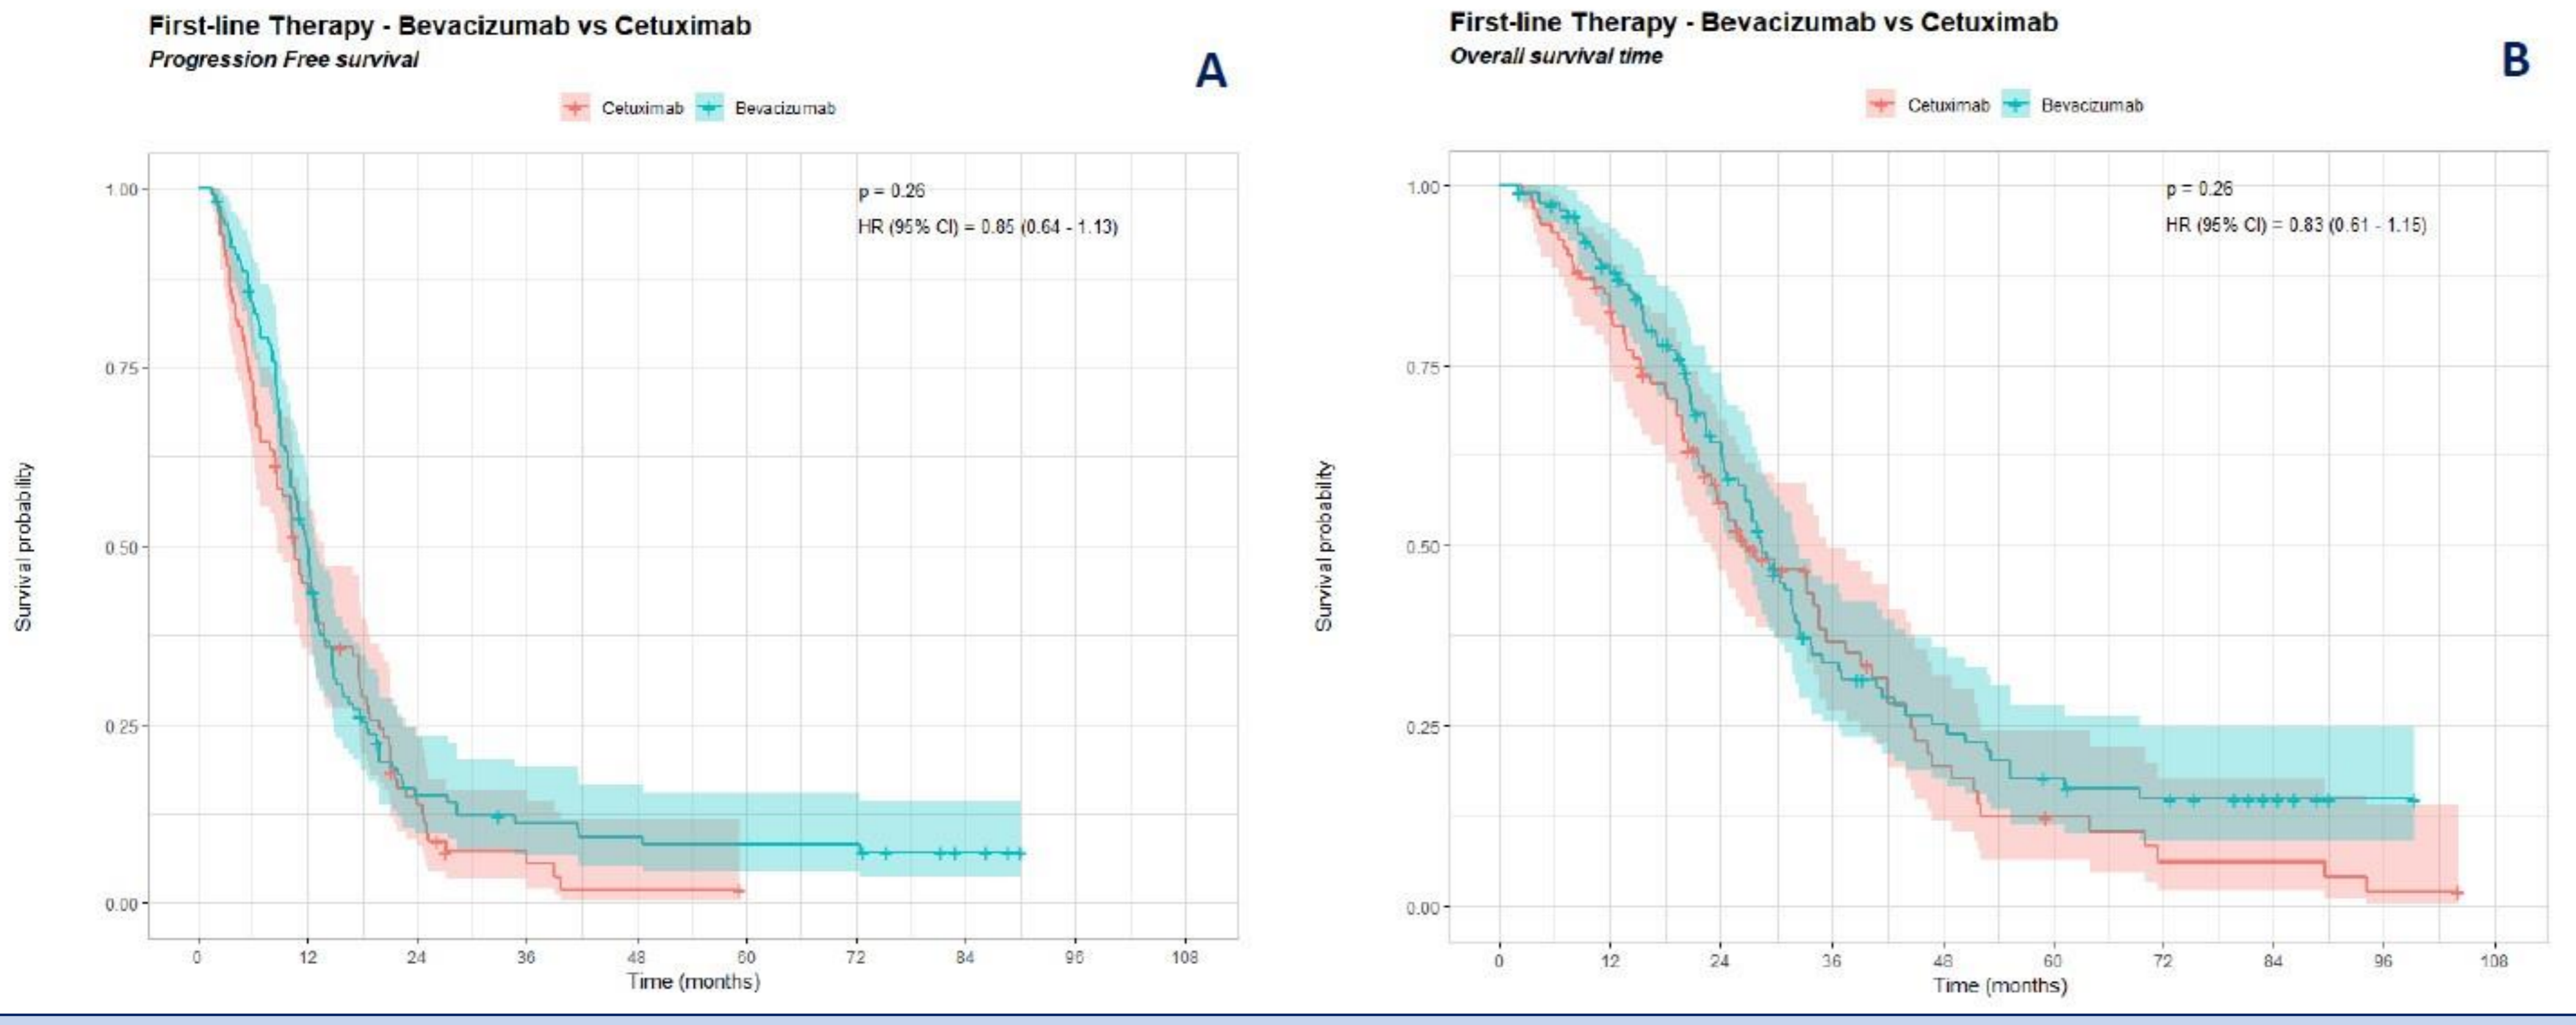 First-line Therapy - Bevacizumab vs Cetuximab
Progression Free survival
A
Cetuximab Bevacizumab
p = 0.26
HR (95% CI) = 0.85 (0.64 - 1.13)
Survival probability
1.00
0.75
0.50
0.25
0.00
0 12 24 36 48 60 72 84 96 108
Time (months)
First-line Therapy - Bevacizumab vs Cetuximab
Overall survival time
B
Cetuximab Bevacizumab
p = 0.26
HR (95% CI) = 0.83 (0.61 - 1.15)
Survival probability
1.00
0.75
0.50
0.25
0.00
0 12 24 36 48 60 72 84 96 108
Time (months)